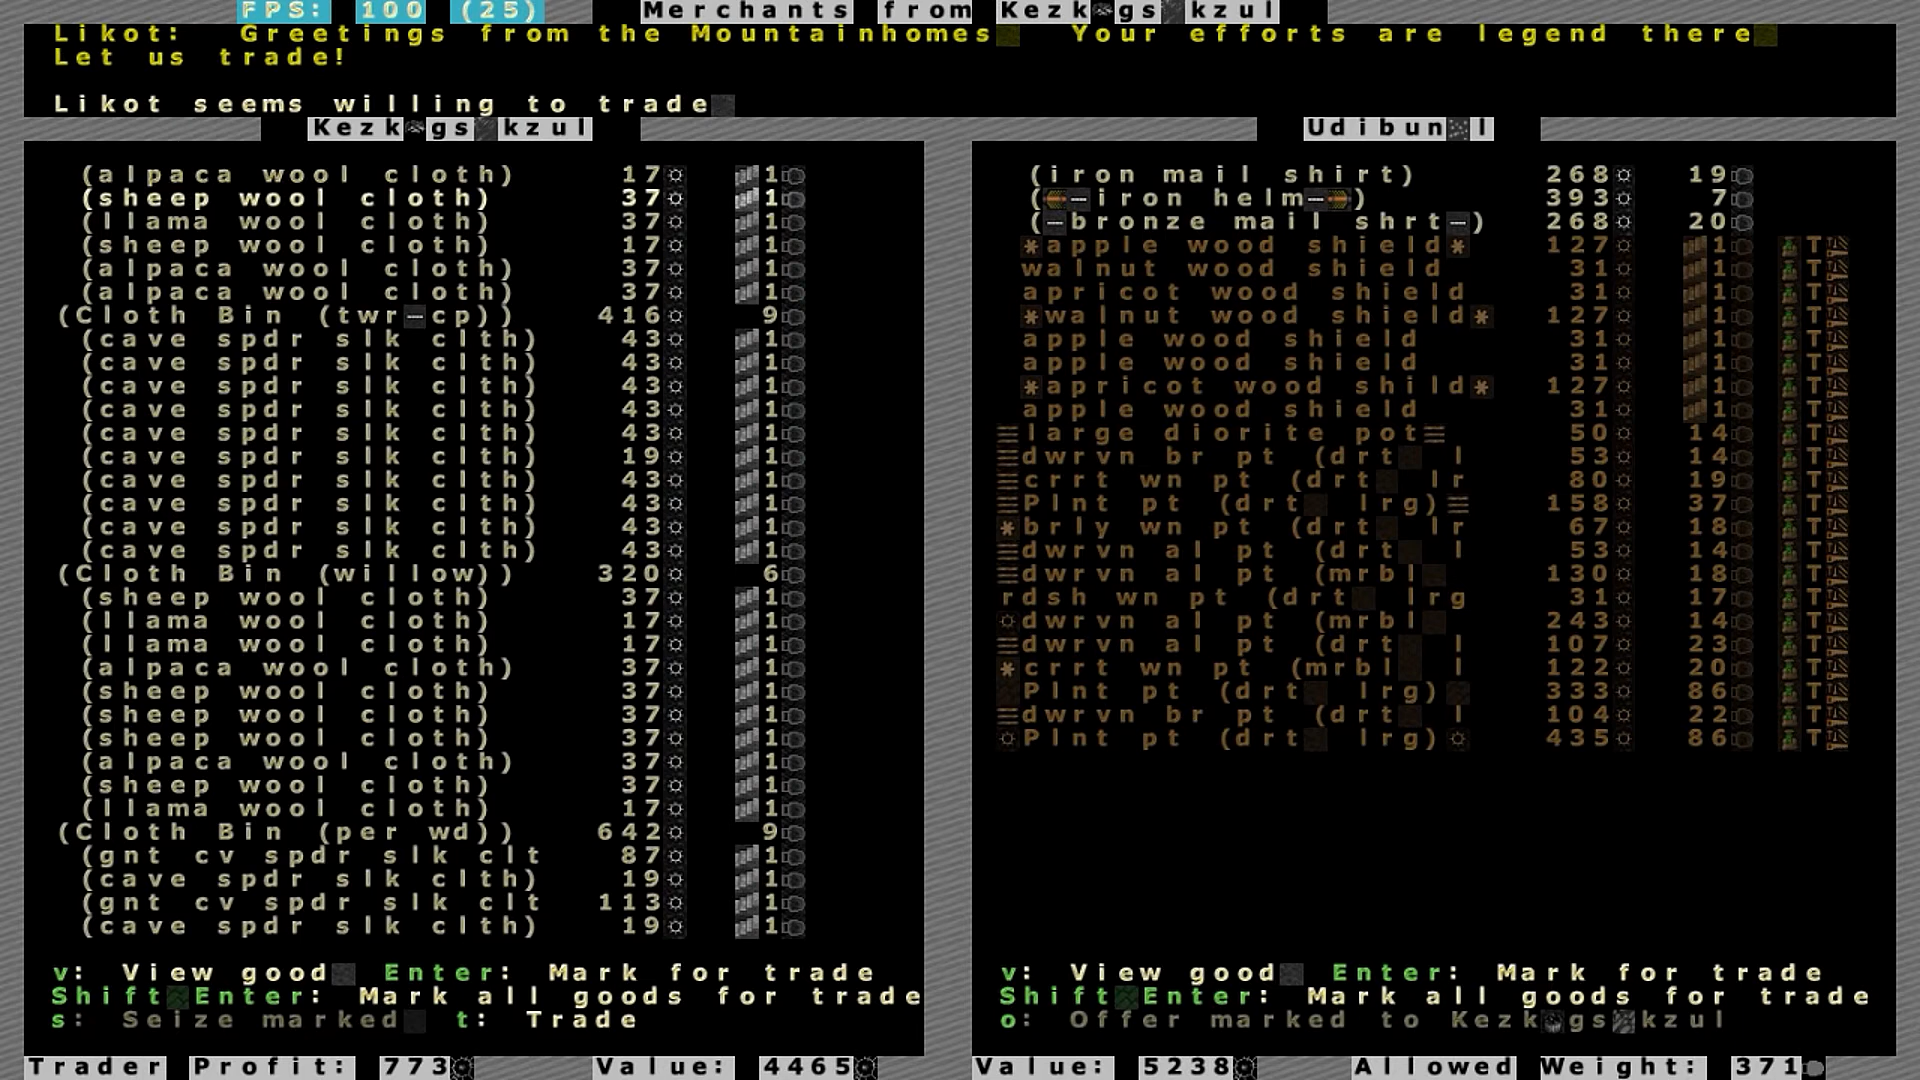 FPS: 100 (25) Merchants from Kezk gs kzul
Likot: Greetings from the Mountainhomes Your efforts are legend there
Let us trade!
Likot seems willing to trade
Kezk gs kzul
(alpaca wool cloth) 17☼ 1
(sheep wool cloth) 37☼ 1
(llama wool cloth) 37☼ 1
(sheep wool cloth) 17☼ 1
(alpaca wool cloth) 37☼ 1
(alpaca wool cloth) 37☼ 1
(Cloth Bin (twr-cp)) 416☼ 9
(cave spdr slk clth) 43☼ 1
(cave spdr slk clth) 43☼ 1
(cave spdr slk clth) 43☼ 1
(cave spdr slk clth) 43☼ 1
(cave spdr slk clth) 43☼ 1
(cave spdr slk clth) 19☼ 1
(cave spdr slk clth) 43☼ 1
(cave spdr slk clth) 43☼ 1
(cave spdr slk clth) 43☼ 1
(cave spdr slk clth) 43☼ 1
(Cloth Bin (willow)) 320☼ 6
(sheep wool cloth) 37☼ 1
(llama wool cloth) 17☼ 1
(llama wool cloth) 17☼ 1
(alpaca wool cloth) 37☼ 1
(sheep wool cloth) 37☼ 1
(sheep wool cloth) 37☼ 1
(sheep wool cloth) 37☼ 1
(alpaca wool cloth) 37☼ 1
(sheep wool cloth) 37☼ 1
(llama wool cloth) 17☼ 1
(Cloth Bin (per wd)) 642☼ 9
(gnt cv spdr slk clt 87☼ 1
(cave spdr slk clth) 19☼ 1
(gnt cv spdr slk clt 113☼ 1
(cave spdr slk clth) 19☼ 1
v: View good Enter: Mark for trade
Shift Enter: Mark all goods for trade
s: Seize marked t: Trade
Trader Profit: 773☼ Value: 4465☼
Udibun l
(iron mail shirt) 268☼ 19
(-iron helm-) 393☼ 7
(-bronze mail shrt-) 268☼ 20
*apple wood shield* 127☼ 1 T
walnut wood shield 31☼ 1 T
apricot wood shield 31☼ 1 T
*walnut wood shield* 127☼ 1 T
apple wood shield 31☼ 1 T
apple wood shield 31☼ 1 T
*apricot wood shild* 127☼ 1 T
apple wood shield 31☼ 1 T
≡large diorite pot≡ 50☼ 14 T
≡dwrvn br pt (drt l 53☼ 14 T
≡crrt wn pt (drt lr 80☼ 19 T
≡Plnt pt (drt lrg)≡ 158☼ 37 T
*brly wn pt (drt lr 67☼ 18 T
≡dwrvn al pt (drt l 53☼ 14 T
≡dwrvn al pt (mrbl 130☼ 18 T
rdsh wn pt (drt lrg 31☼ 17 T
☼dwrvn al pt (mrbl 243☼ 14 T
≡dwrvn al pt (drt l 107☼ 23 T
*crrt wn pt (mrbl l 122☼ 20 T
Plnt pt (drt lrg) 333☼ 86 T
≡dwrvn br pt (drt l 104☼ 22 T
☼Plnt pt (drt lrg)☼ 435☼ 86 T
v: View good Enter: Mark for trade
Shift Enter: Mark all goods for trade
o: Offer marked to Kezk gs kzul
Value: 5238☼ Allowed Weight: 371